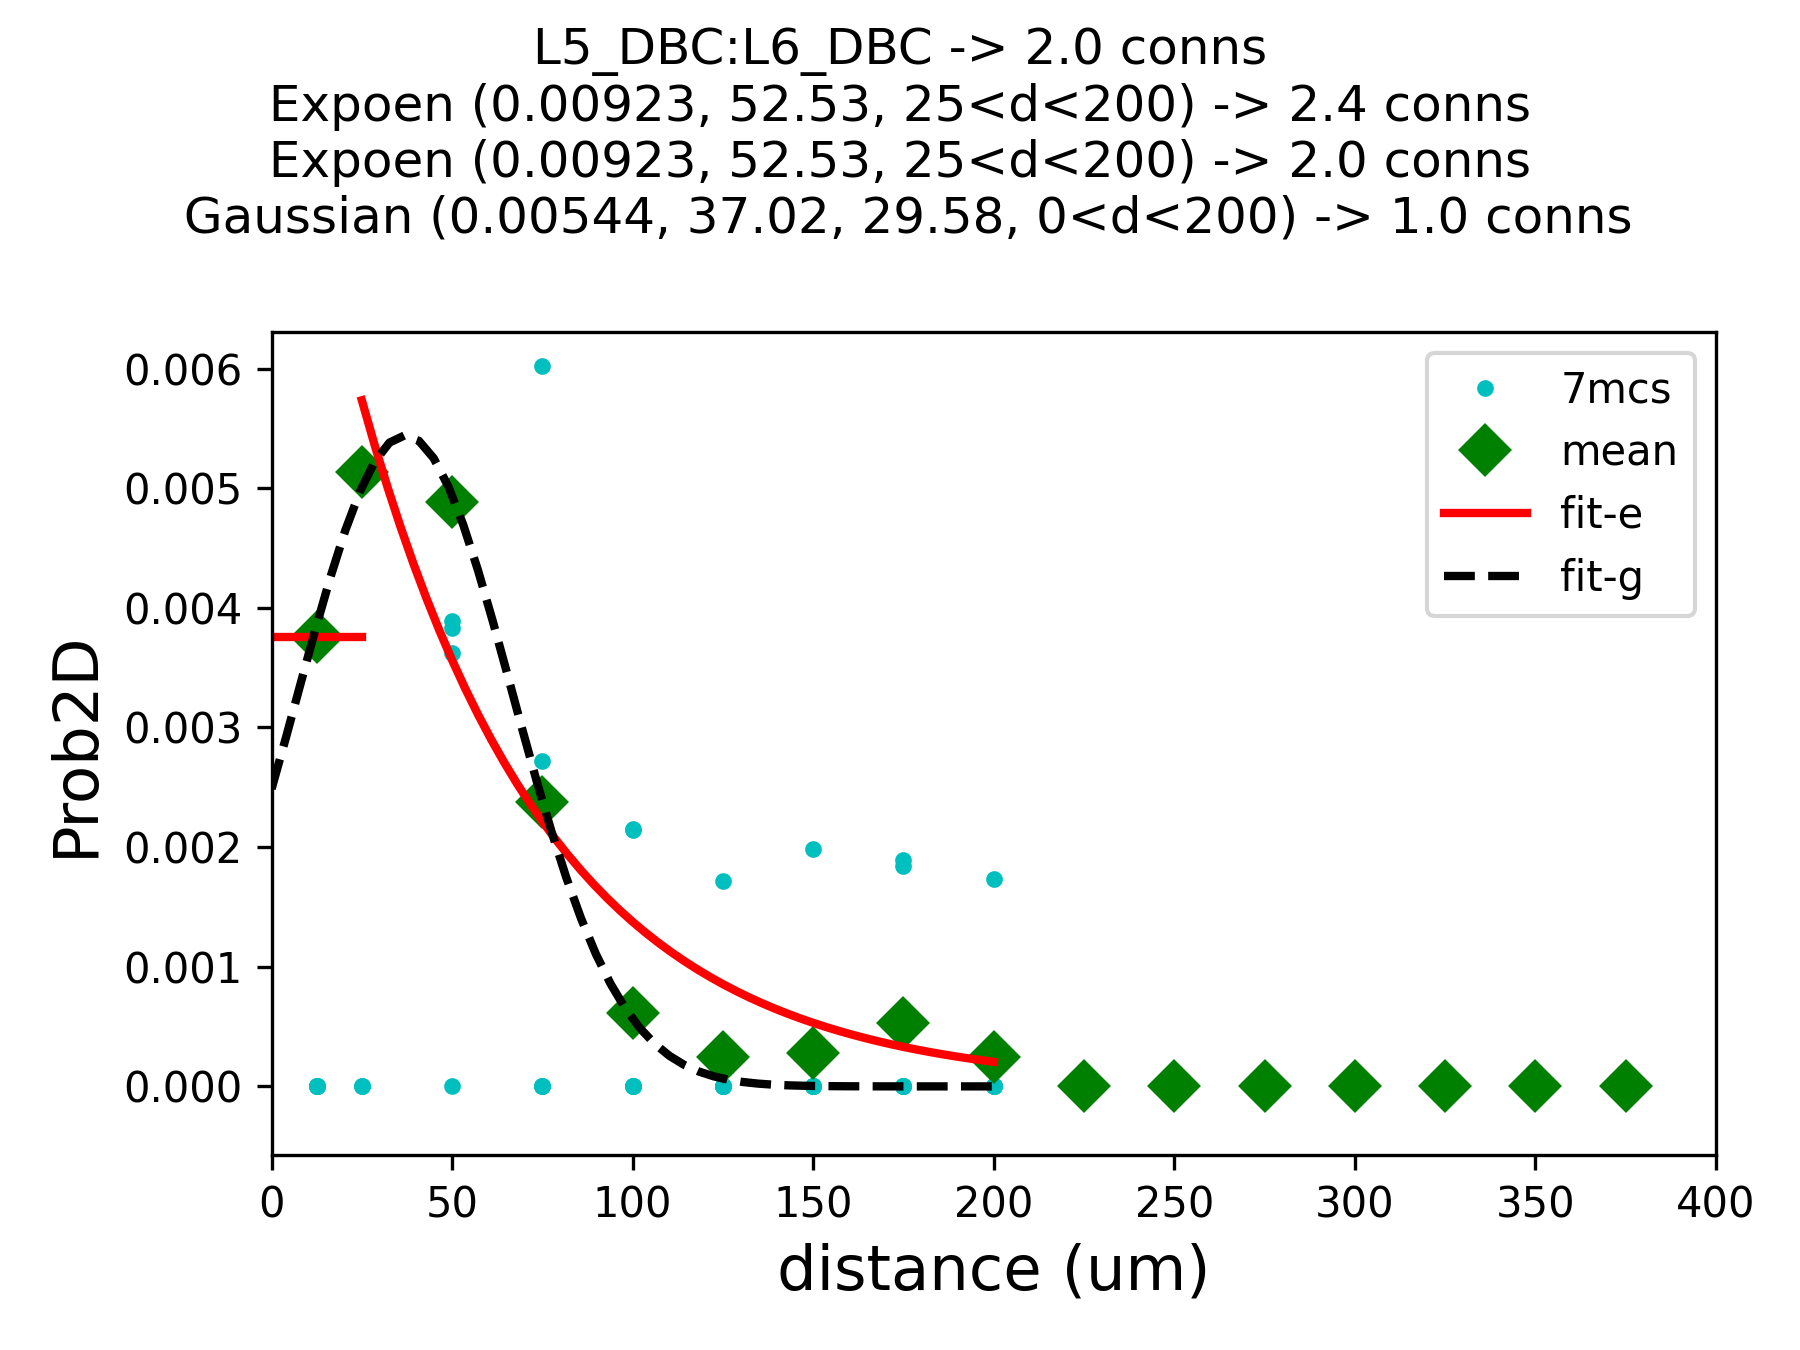 L5_DBC:L6_DBC -> 2.0 conns
Expoen (0.00923, 52.53, 25<d<200) -> 2.4 conns
Expoen (0.00923, 52.53, 25<d<200) -> 2.0 conns
Gaussian (0.00544, 37.02, 29.58, 0<d<200) -> 1.0 conns
7mcs
mean
fit-e
fit-g
Prob2D
0.006
0.005
0.004
0.003
0.002
0.001
0.000
0 50 100 150 200 250 300 350 400
distance (um)